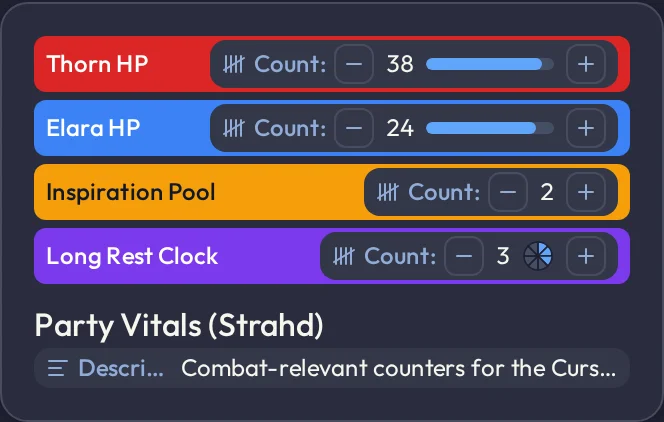 Thorn HP Count: 38
Elara HP Count: 24
Inspiration Pool Count: 2
Long Rest Clock Count: 3
Party Vitals (Strahd)
Descri... Combat-relevant counters for the Curs...